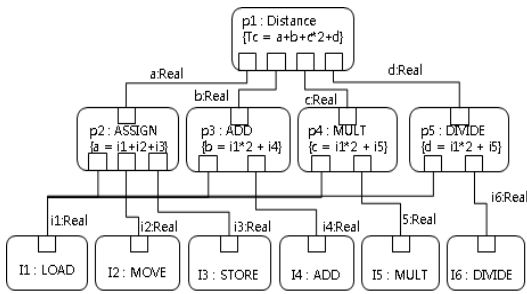 p1 : Distance
{Tc = a+b+c*2+d}
a:Real
b:Real
c:Real
d:Real
p2 : ASSIGN
{a = i1+i2+i3}
p3 : ADD
{b = i1*2 + i4}
p4 : MULT
{c = i1*2 + i5}
p5 : DIVIDE
{d = i1*2 + i5}
i1:Real
i2:Real
i3:Real
i4:Real
5:Real
i6:Real
I1 : LOAD
I2 : MOVE
I3 : STORE
I4 : ADD
I5 : MULT
I6 : DIVIDE